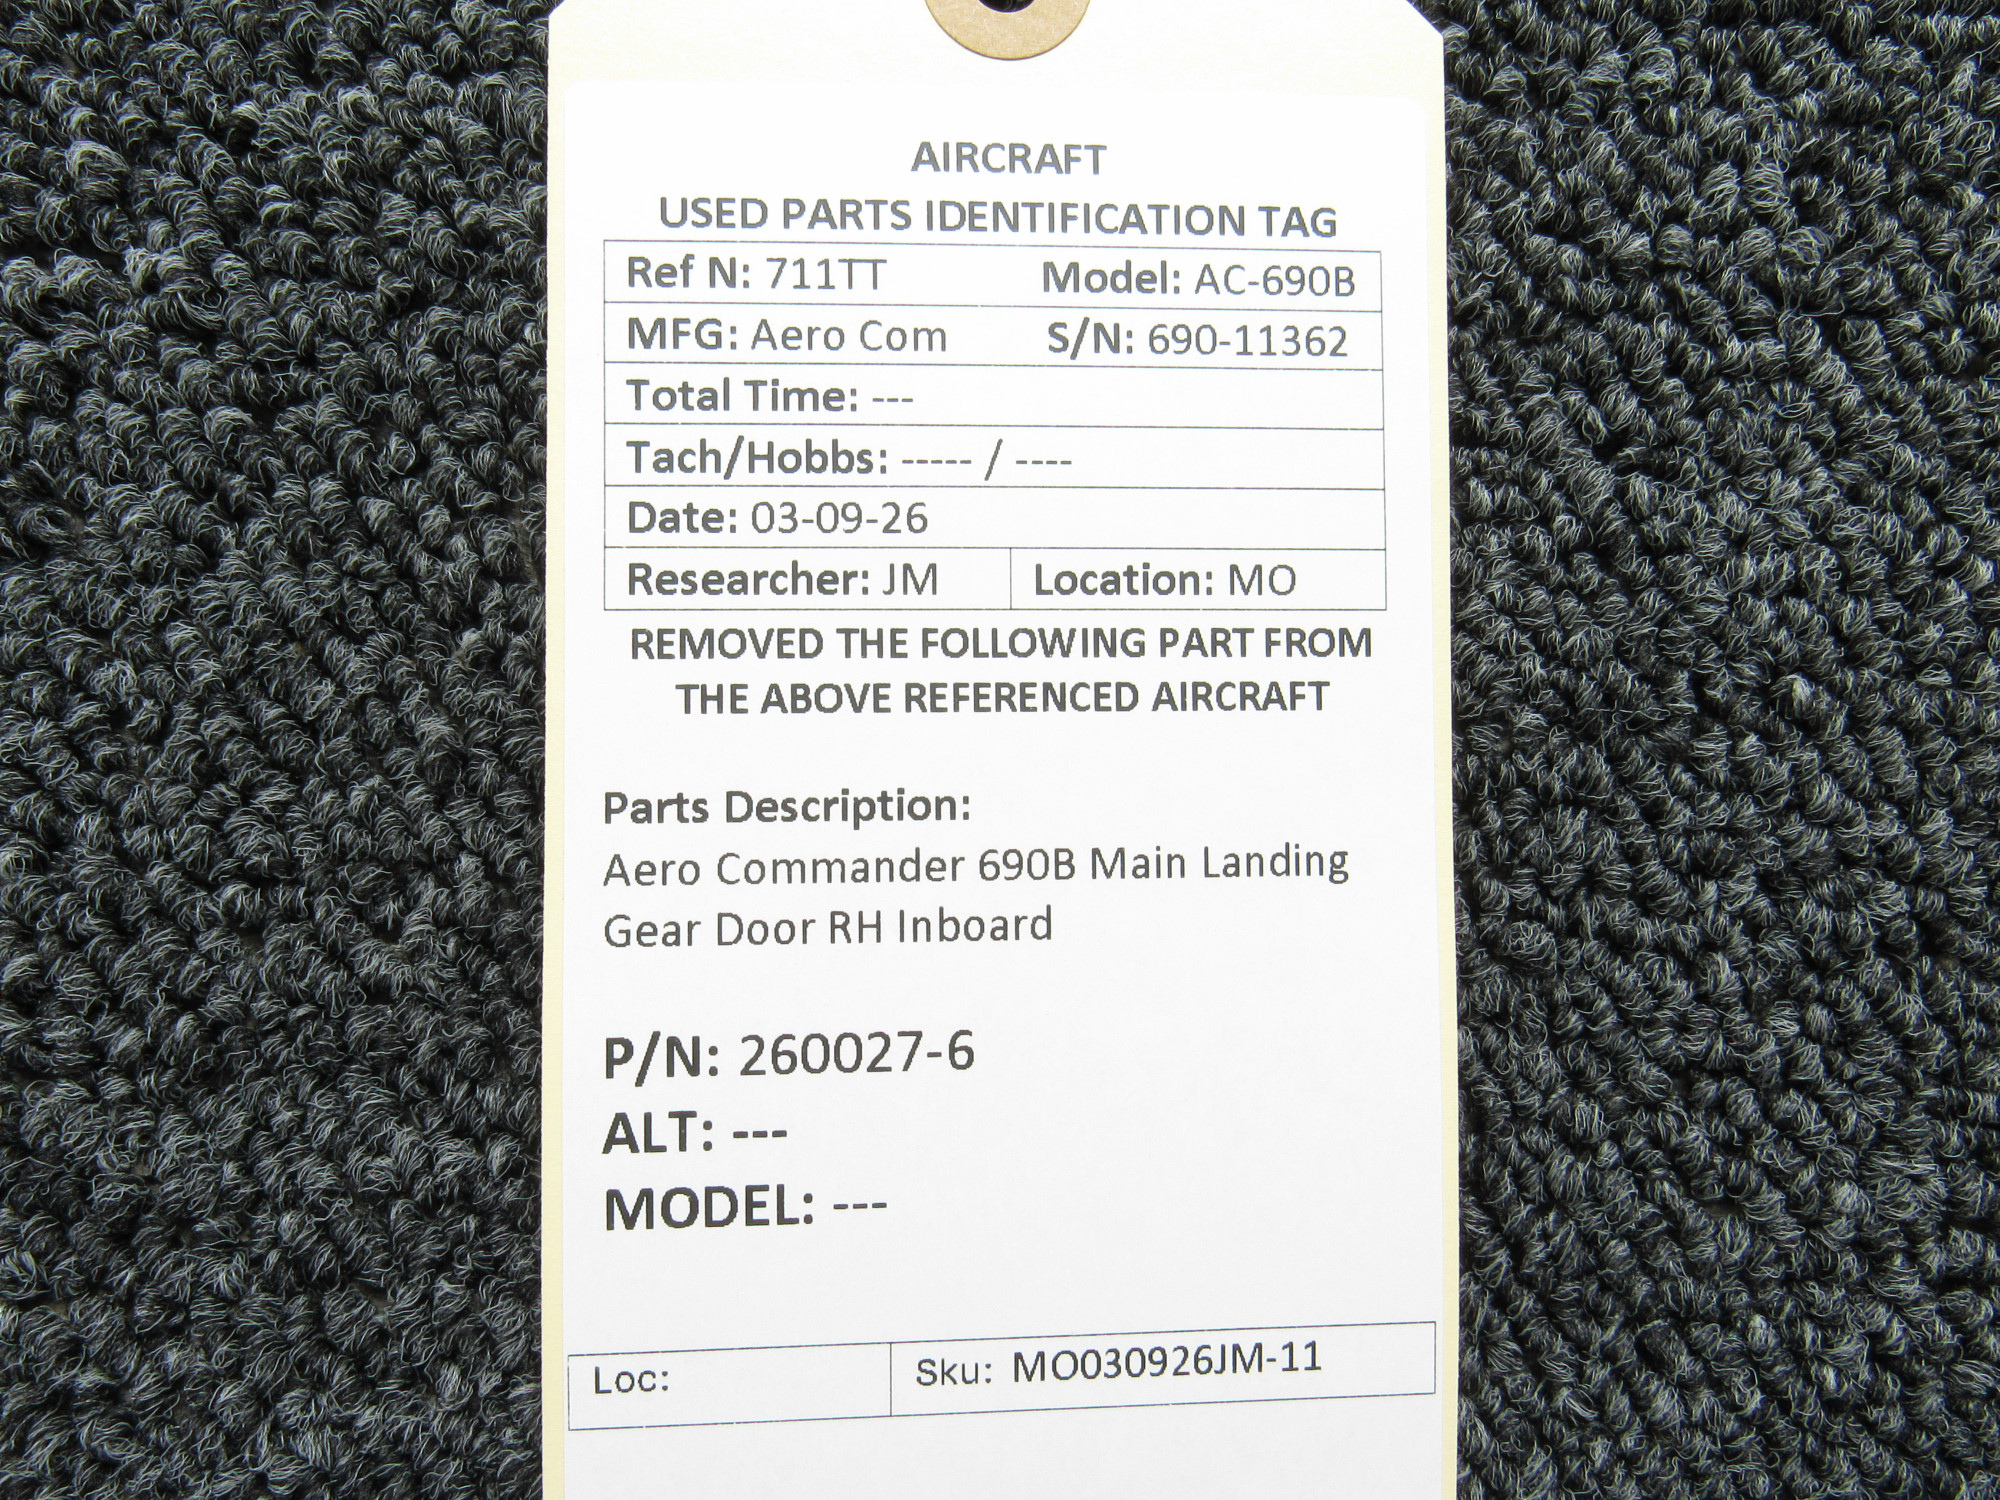 AIRCRAFT
USED PARTS IDENTIFICATION TAG
Ref N: 711TT Model: AC-690B
MFG: Aero Com S/N: 690-11362
Total Time: ---
Tach/Hobbs: ----- / ----
Date: 03-09-26
Researcher: JM Location: MO
REMOVED THE FOLLOWING PART FROM
THE ABOVE REFERENCED AIRCRAFT
Parts Description:
Aero Commander 690B Main Landing
Gear Door RH Inboard
P/N: 260027-6
ALT: ---
MODEL: ---
Loc: Sku: MO030926JM-11